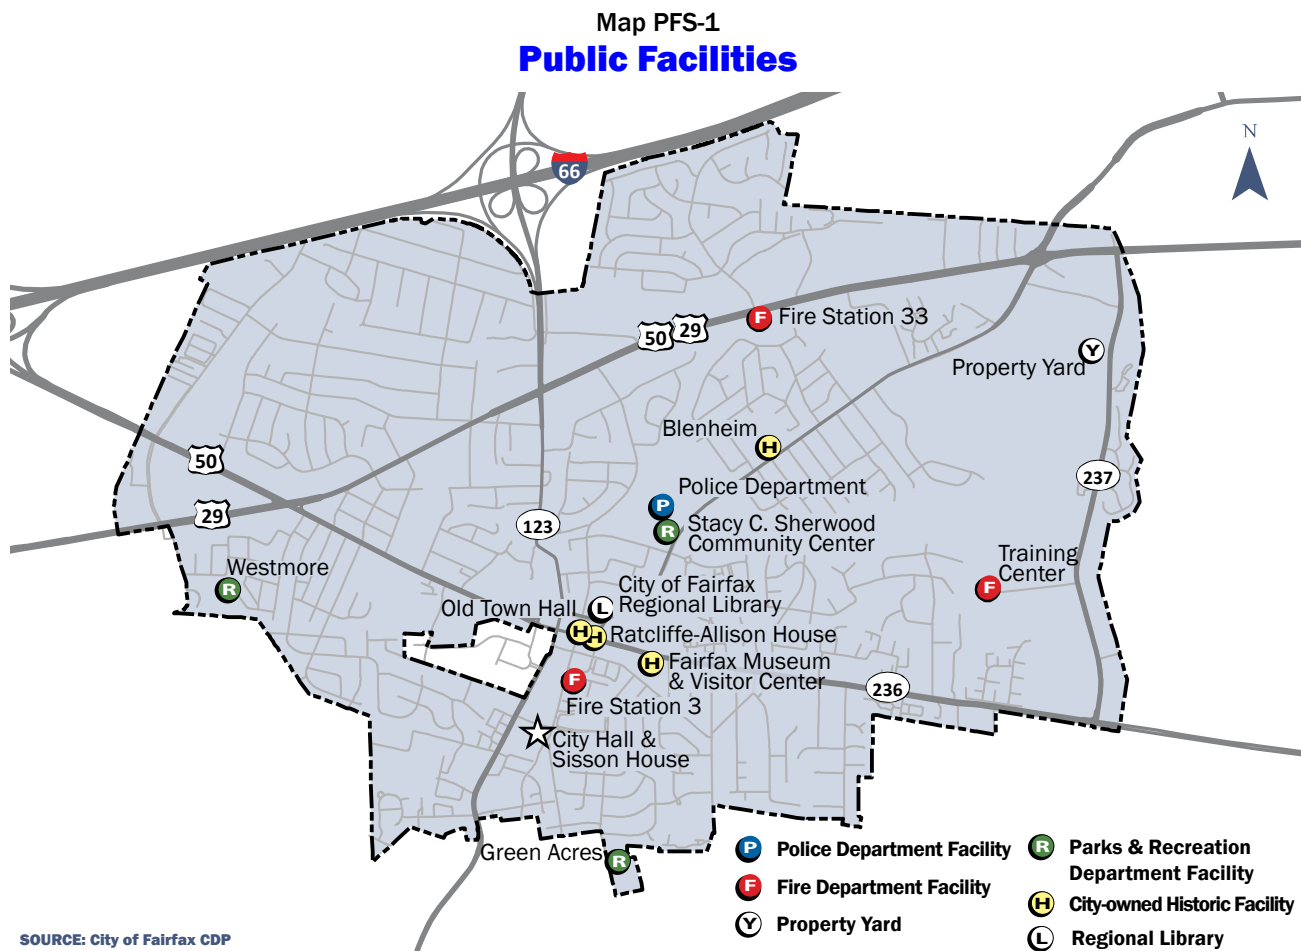 Map PFS-1
Public Facilities
N
66
F Fire Station 33
50 29
Y
Property Yard
Blenheim
H
50
237
Police Department
P
29
123
R Stacy C. Sherwood
Community Center
Westmore
R
Training
Center
F
City of Fairfax
Regional Library
L
Old Town Hall
H H Ratcliffe-Allison House
H Fairfax Museum
& Visitor Center
F
236
Fire Station 3
City Hall &
Sisson House
Green Acres R
P Police Department Facility
F Fire Department Facility
Y Property Yard
R Parks & Recreation
Department Facility
H City-owned Historic Facility
L Regional Library
SOURCE: City of Fairfax CDP